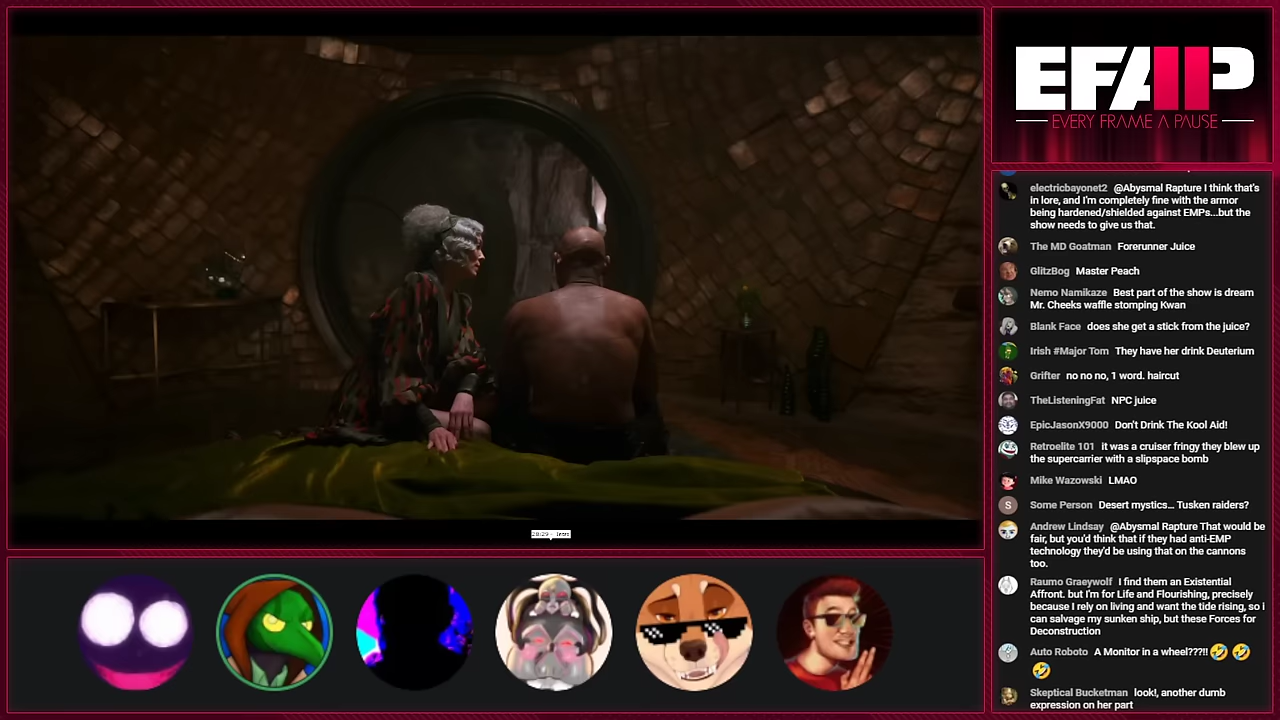 EFAP
EVERY FRAME A PAUSE
electricbayonet2 @Abysmal Rapture I think that's
in lore, and I'm completely fine with the armor
being hardened/shielded against EMPs...but the
show needs to give us that.
The MD Goatman Forerunner Juice
GlitzBog Master Peach
Nemo Namikaze Best part of the show is dream
Mr. Cheeks waffle stomping Kwan
Blank Face does she get a stick from the juice?
Irish #Major Tom They have her drink Deuterium
Grifter no no no, 1 word. haircut
TheListeningFat NPC juice
EpicJasonX9000 Don't Drink The Kool Aid!
Retroelite 101 it was a cruiser fringy they blew up
the supercarrier with a slipspace bomb
Mike Wazowski LMAO
S Some Person Desert mystics... Tusken raiders?
Andrew Lindsay @Abysmal Rapture That would be
fair, but you'd think that if they had anti-EMP
technology they'd be using that on the cannons
too.
Raumo Graeywolf I find them an Existential
Affront. but I'm for Life and Flourishing, precisely
because I rely on living and want the tide rising, so i
can salvage my sunken ship, but these Forces for
Deconstruction
Auto Roboto A Monitor in a wheel???!! 🤣 🤣
🤣
Skeptical Bucketman look!, another dumb
expression on her part